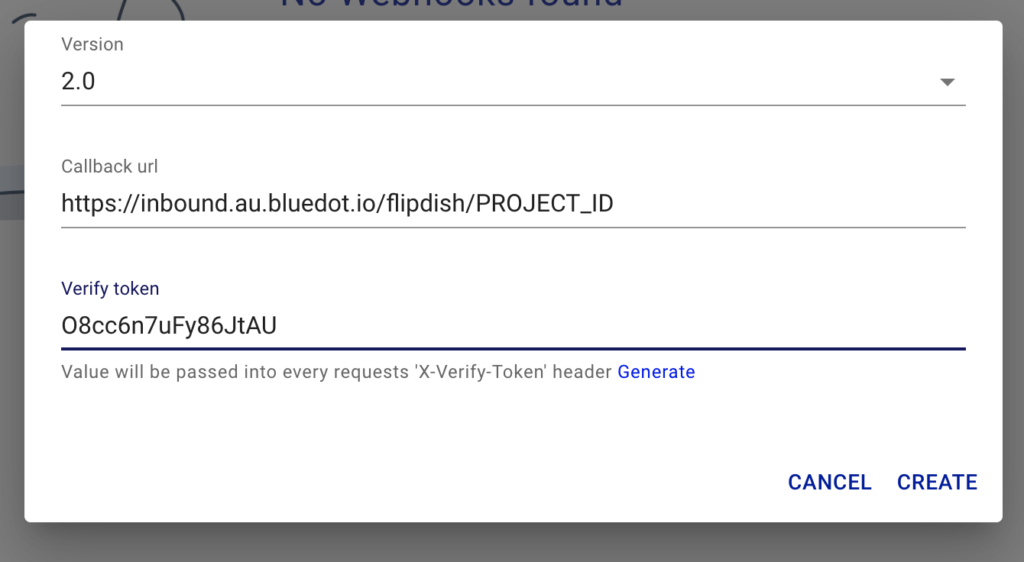 No Webhooks found
Version
2.0
Callback url
https://inbound.au.bluedot.io/flipdish/PROJECT_ID
Verify token
O8cc6n7uFy86JtAU
Value will be passed into every requests 'X-Verify-Token' header Generate
CANCEL CREATE